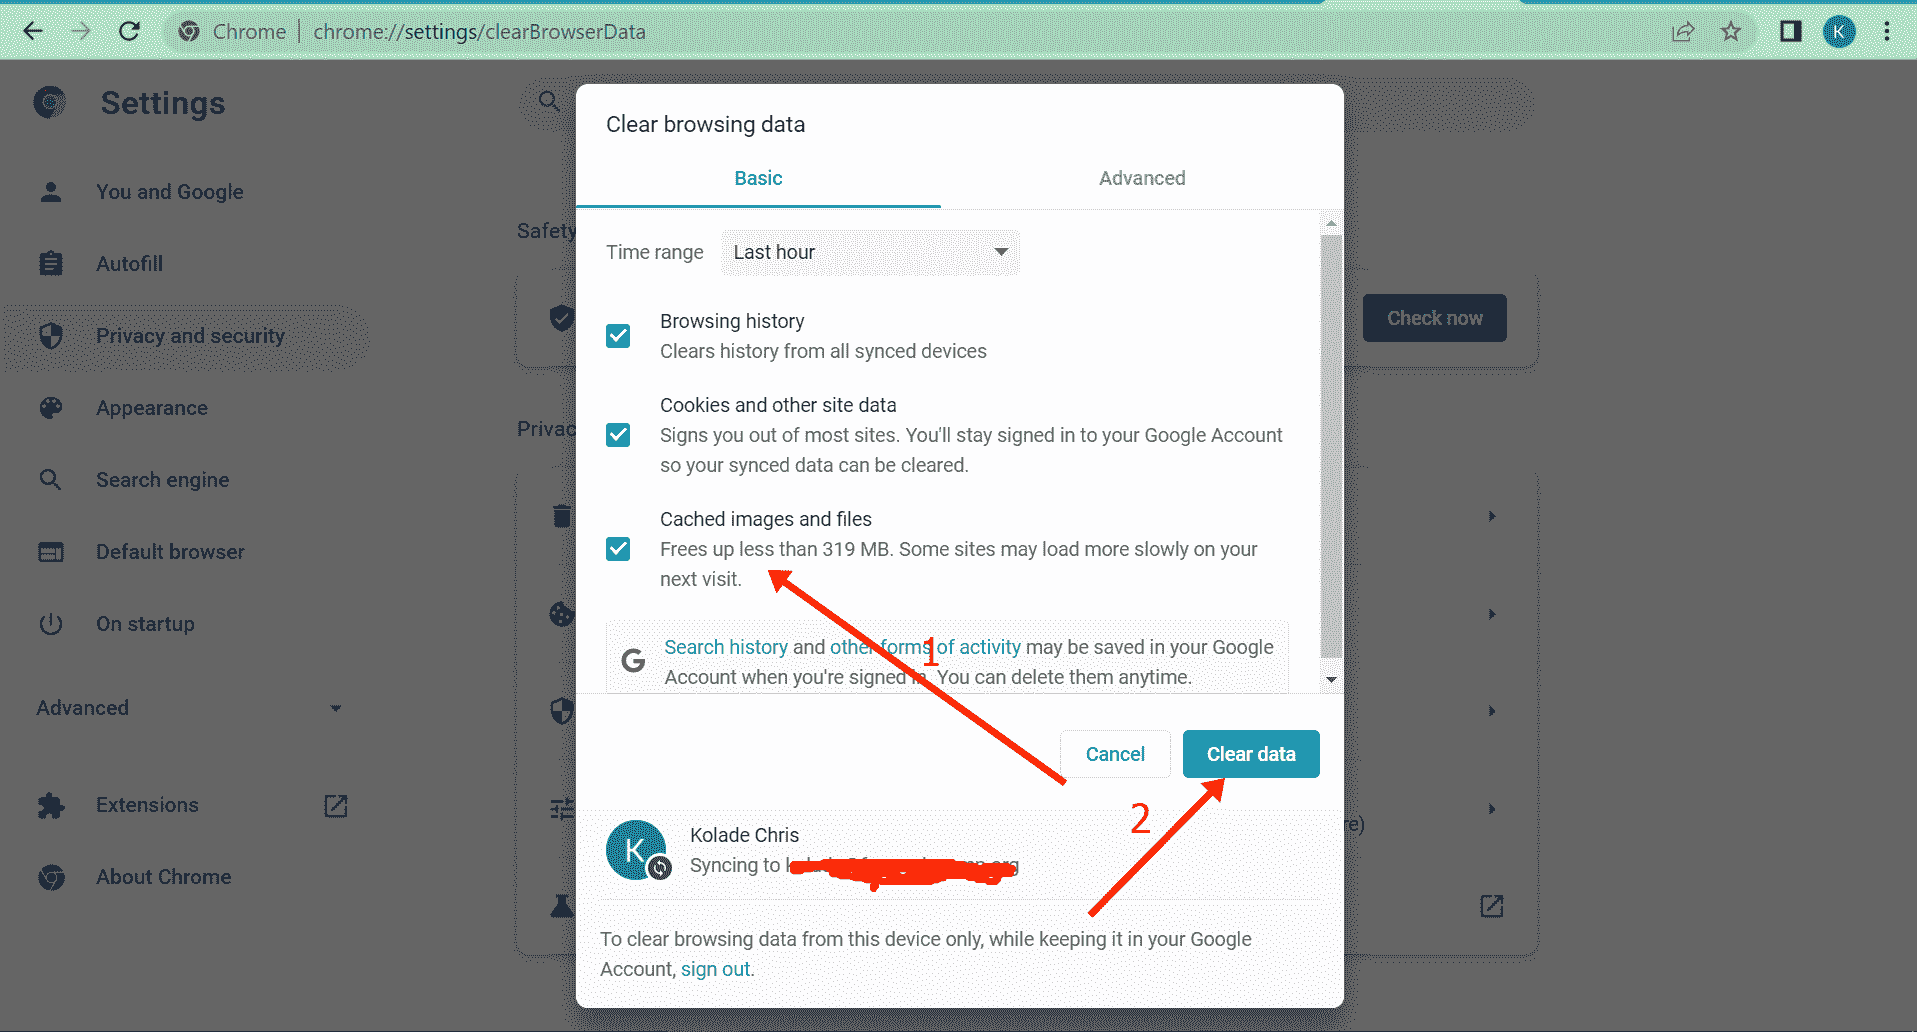 Chrome | chrome://settings/clearBrowserData
K
Settings
You and Google
Autofill
Privacy and security
Appearance
Search engine
Default browser
On startup
Advanced
Extensions
About Chrome
Safety
Check now
Privac
re)
Clear browsing data
Basic
Advanced
Time range
Last hour
Browsing history
Clears history from all synced devices
Cookies and other site data
Signs you out of most sites. You'll stay signed in to your Google Account
so your synced data can be cleared.
Cached images and files
Frees up less than 319 MB. Some sites may load more slowly on your
next visit.
G
Search history and other forms of activity may be saved in your Google
Account when you're signed in. You can delete them anytime.
1
Cancel
Clear data
2
K
Kolade Chris
Syncing to
To clear browsing data from this device only, while keeping it in your Google
Account, sign out.